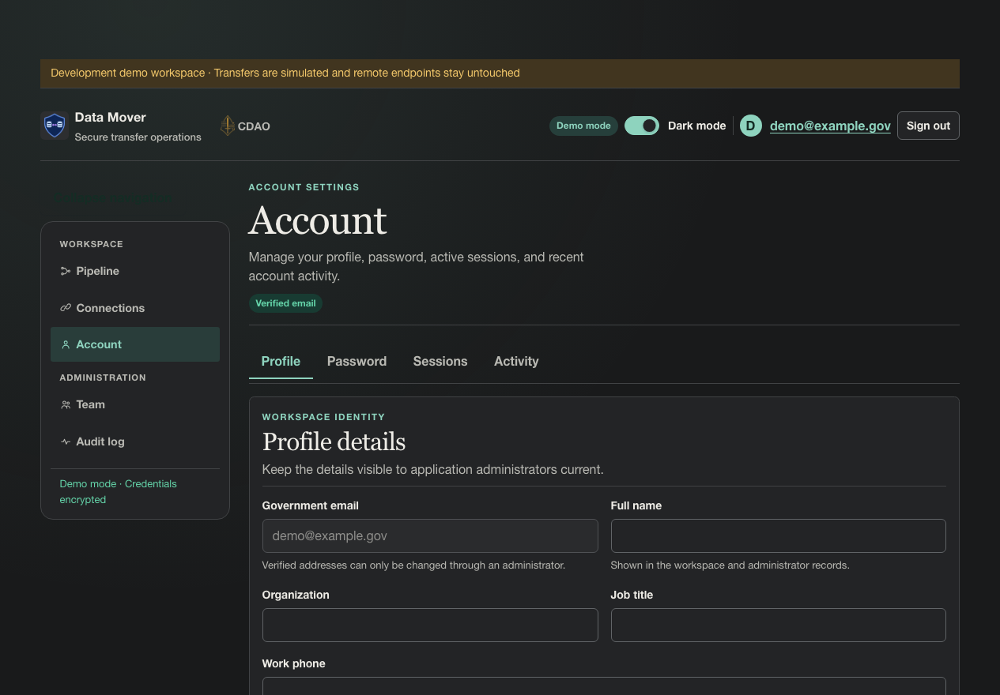 Development demo workspace · Transfers are simulated and remote endpoints stay untouched
Data Mover
Secure transfer operations
CDAO
Demo mode
Dark mode
D
demo@example.gov
Sign out
WORKSPACE
Pipeline
Connections
Account
ADMINISTRATION
Team
Audit log
Demo mode · Credentials
encrypted
ACCOUNT SETTINGS
Account
Manage your profile, password, active sessions, and recent
account activity.
Verified email
Profile
Password
Sessions
Activity
WORKSPACE IDENTITY
Profile details
Keep the details visible to application administrators current.
Government email
Full name
demo@example.gov
Verified addresses can only be changed through an administrator.
Shown in the workspace and administrator records.
Organization
Job title
Work phone